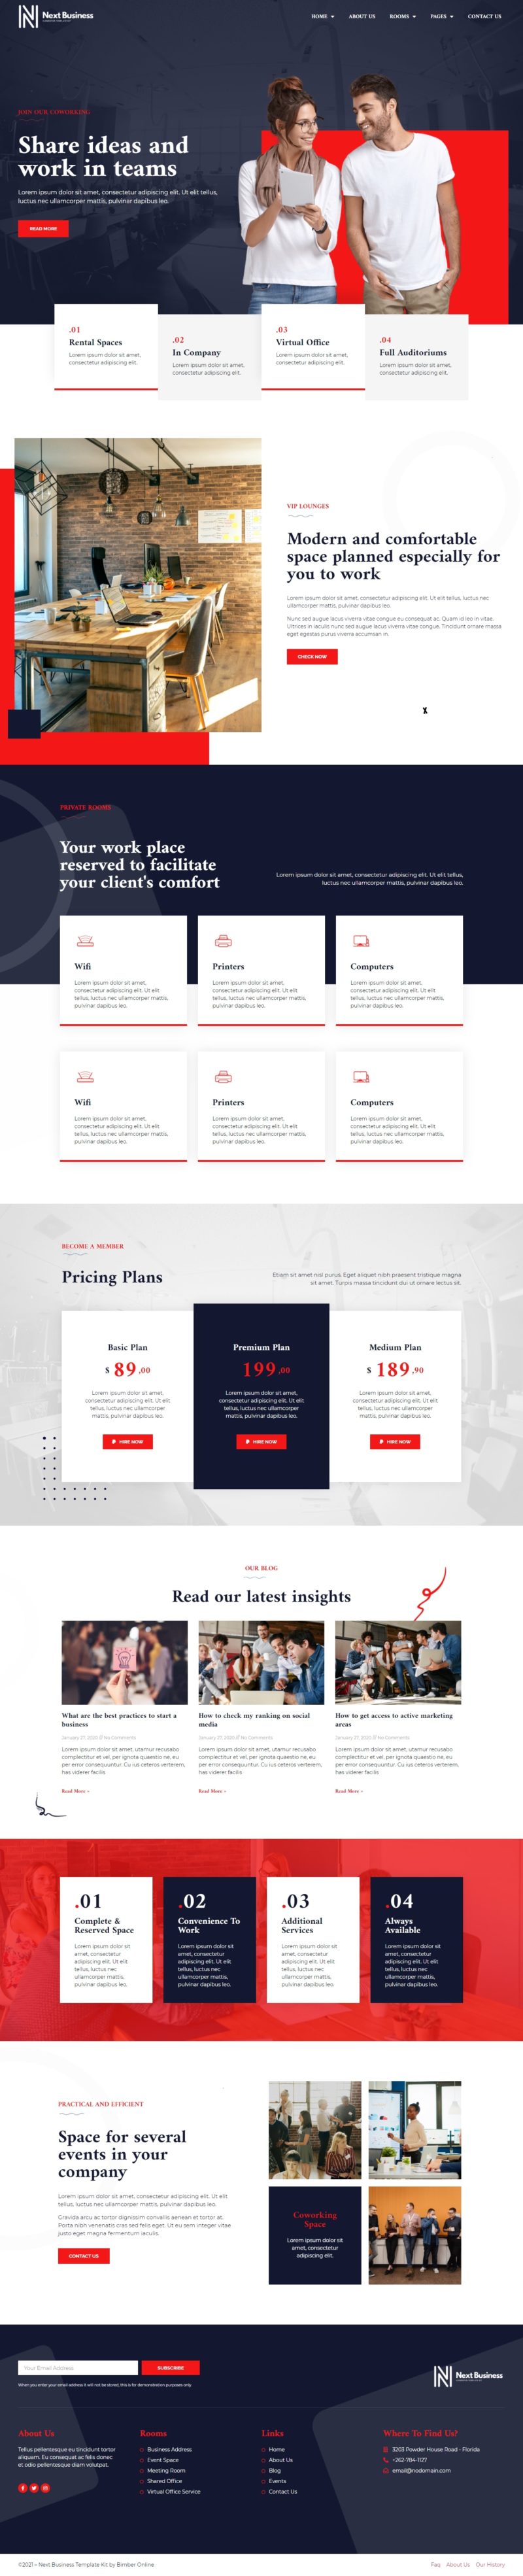 Next Business
HOME
ABOUT US
ROOMS
PAGES
CONTACT US
JOIN OUR COWORKING
Share ideas and
work in teams
Lorem ipsum dolor sit amet, consectetur adipiscing elit. Ut elit tellus,
luctus nec ullamcorper mattis, pulvinar dapibus leo.
READ MORE
.01
Rental Spaces
Lorem ipsum dolor sit amet,
consectetur adipiscing elit.
.02
In Company
Lorem ipsum dolor sit amet,
consectetur adipiscing elit.
.03
Virtual Office
Lorem ipsum dolor sit amet,
consectetur adipiscing elit.
.04
Full Auditoriums
Lorem ipsum dolor sit amet,
consectetur adipiscing elit.
VIP LOUNGES
Modern and comfortable
space planned especially for
you to work
Lorem ipsum dolor sit amet, consectetur adipiscing elit. Ut elit tellus, luctus nec
ullamcorper mattis, pulvinar dapibus leo.
Nunc sed augue lacus viverra vitae congue eu consequat ac. Quam id leo in vitae.
Ultrices in iaculis nunc sed augue lacus viverra vitae congue. Tincidunt ornare massa
eget egestas purus viverra accumsan in.
CHECK NOW
PRIVATE ROOMS
Your work place
reserved to facilitate
your client's comfort
Lorem ipsum dolor sit amet, consectetur adipiscing elit. Ut elit tellus,
luctus nec ullamcorper mattis, pulvinar dapibus leo.
Wifi
Lorem ipsum dolor sit amet,
consectetur adipiscing elit. Ut elit
tellus, luctus nec ullamcorper mattis,
pulvinar dapibus leo.
Printers
Lorem ipsum dolor sit amet,
consectetur adipiscing elit. Ut elit
tellus, luctus nec ullamcorper mattis,
pulvinar dapibus leo.
Computers
Lorem ipsum dolor sit amet,
consectetur adipiscing elit. Ut elit
tellus, luctus nec ullamcorper mattis,
pulvinar dapibus leo.
Wifi
Lorem ipsum dolor sit amet,
consectetur adipiscing elit. Ut elit
tellus, luctus nec ullamcorper mattis,
pulvinar dapibus leo.
Printers
Lorem ipsum dolor sit amet,
consectetur adipiscing elit. Ut elit
tellus, luctus nec ullamcorper mattis,
pulvinar dapibus leo.
Computers
Lorem ipsum dolor sit amet,
consectetur adipiscing elit. Ut elit
tellus, luctus nec ullamcorper mattis,
pulvinar dapibus leo.
BECOME A MEMBER
Pricing Plans
Etiam sit amet nisl purus. Eget aliquet nibh praesent tristique magna
sit amet. Turpis massa tincidunt dui ut ornare lectus sit.
Basic Plan
$ 89,00
Lorem ipsum dolor sit amet,
consectetur adipiscing elit. Ut elit
tellus, luctus nec ullamcorper
mattis, pulvinar dapibus leo.
HIRE NOW
Premium Plan
199,00
Lorem ipsum dolor sit amet,
consectetur adipiscing elit. Ut elit
tellus, luctus nec ullamcorper
mattis, pulvinar dapibus leo.
HIRE NOW
Medium Plan
$ 189,90
Lorem ipsum dolor sit amet,
consectetur adipiscing elit. Ut elit
tellus, luctus nec ullamcorper
mattis, pulvinar dapibus leo.
HIRE NOW
OUR BLOG
Read our latest insights
What are the best practices to start a
business
January 27, 2020 // No Comments
Lorem ipsum dolor sit amet, utamur recusabo
complectitur et vel, per ignota quaestio ne, eu
per error consequuntur. Cu ius ceteros verterem,
has viderer facilis
Read More »
How to check my ranking on social
media
January 27, 2020 // No Comments
Lorem ipsum dolor sit amet, utamur recusabo
complectitur et vel, per ignota quaestio ne, eu
per error consequuntur. Cu ius ceteros verterem,
has viderer facilis
Read More »
How to get access to active marketing
areas
January 27, 2020 // No Comments
Lorem ipsum dolor sit amet, utamur recusabo
complectitur et vel, per ignota quaestio ne, eu
per error consequuntur. Cu ius ceteros verterem,
has viderer facilis
Read More »
.01
Complete &
Reserved Space
Lorem ipsum dolor sit
amet, consectetur
adipiscing elit. Ut elit
tellus, luctus nec
ullamcorper mattis,
pulvinar dapibus leo.
.02
Convenience To
Work
Lorem ipsum dolor sit
amet, consectetur
adipiscing elit. Ut elit
tellus, luctus nec
ullamcorper mattis,
pulvinar dapibus leo.
.03
Additional
Services
Lorem ipsum dolor sit
amet, consectetur
adipiscing elit. Ut elit
tellus, luctus nec
ullamcorper mattis,
pulvinar dapibus leo.
.04
Always
Available
Lorem ipsum dolor sit
amet, consectetur
adipiscing elit. Ut elit
tellus, luctus nec
ullamcorper mattis,
pulvinar dapibus leo.
PRACTICAL AND EFFICIENT
Space for several
events in your
company
Lorem ipsum dolor sit amet, consectetur adipiscing elit. Ut elit
tellus, luctus nec ullamcorper mattis, pulvinar dapibus leo.
Gravida arcu ac tortor dignissim convallis aenean et tortor at.
Porta nibh venenatis cras sed felis eget. Ut eu sem integer vitae
justo eget magna fermentum iaculis.
CONTACT US
Coworking
Space
Lorem ipsum dolor sit
amet, consectetur
adipiscing elit.
Your Email Address
SUBSCRIBE
When you enter your email address it will not be stored, this is for demonstration purposes only
Next Business
About Us
Tellus pellentesque eu tincidunt tortor
aliquam. Eu consequat ac felis donec
et odio pellentesque diam volutpat.
Rooms
Business Address
Event Space
Meeting Room
Shared Office
Virtual Office Service
Links
Home
About Us
Blog
Events
Contact Us
Where To Find Us?
3203 Powder House Road - Florida
+262-784-1127
email@nodomain.com
©2021 – Next Business Template Kit by Bimber Online.
Faq
About Us
Our History